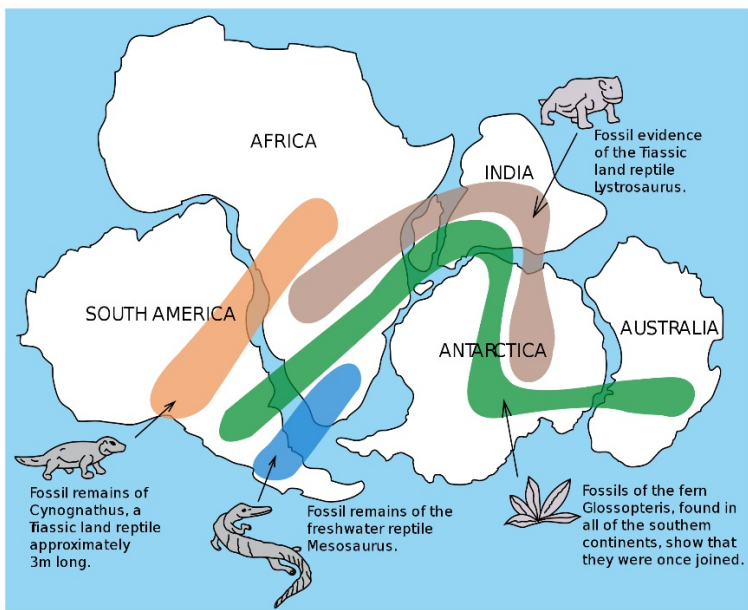 AFRICA
INDIA
Fossil evidence
of the Tiassic
land reptile
Lystrosaurus.
SOUTH AMERICA
ANTARCTICA
AUSTRALIA
Fossil remains of
Cynognathus, a
Tiassic land reptile
approximately
3m long.
Fossil remains of the
freshwater reptile
Mesosaurus.
Fossils of the fern
Glossopteris, found in
all of the southem
continents, show that
they were once joined.